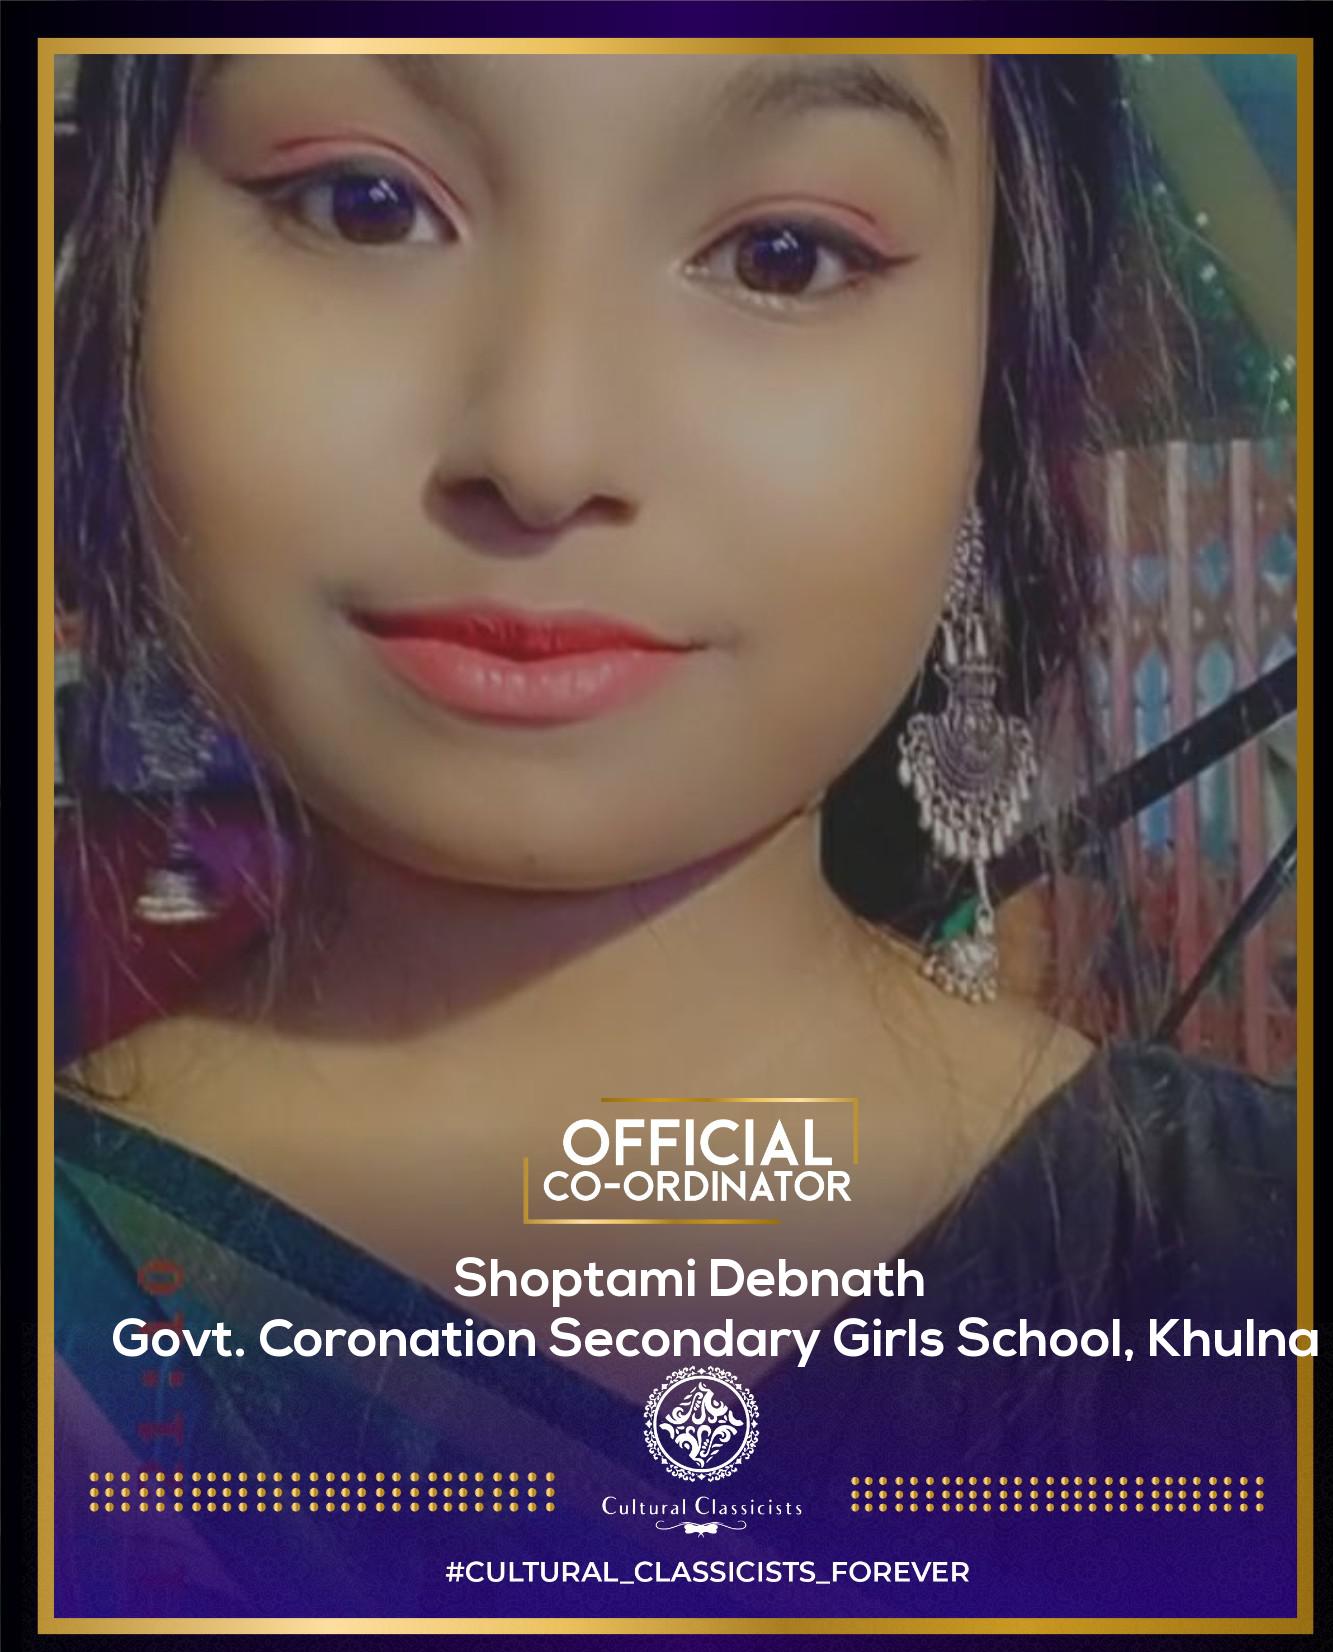 OFFICIAL
CO-ORDINATOR
Shoptami Debnath
Govt. Coronation Secondary Girls School, Khulna
Cultural Classicists
#CULTURAL_CLASSICISTS_FOREVER